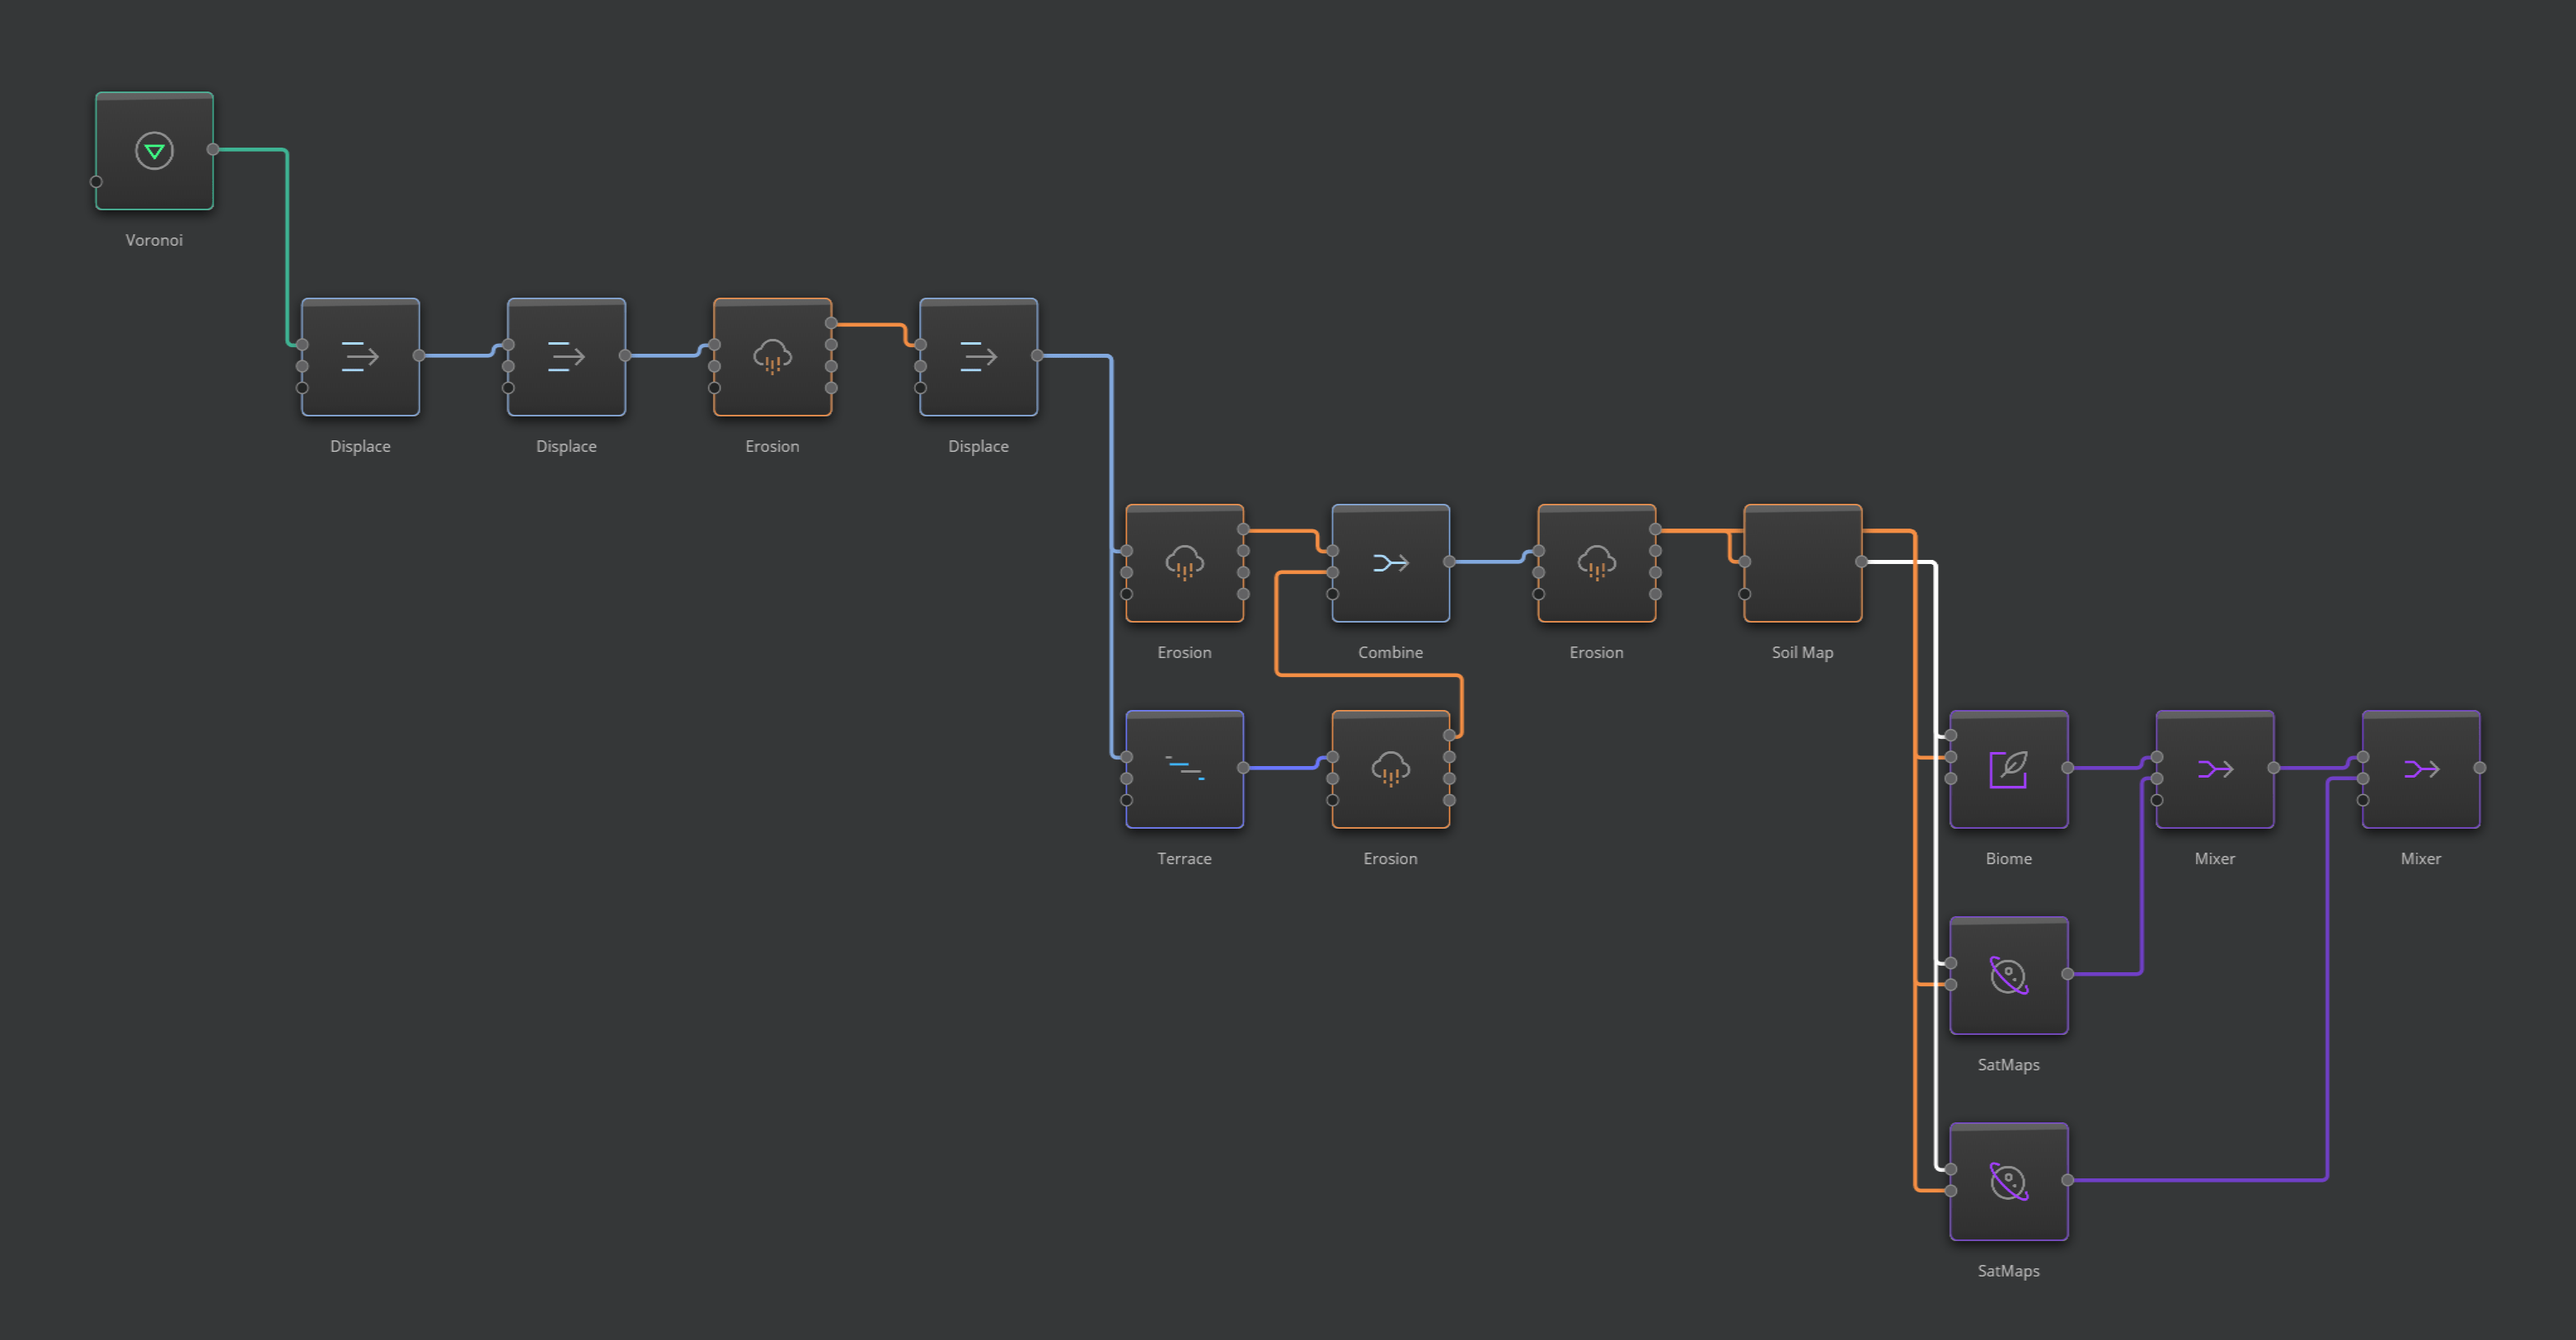 Voronoi
Displace
Displace
Erosion
Displace
Erosion
Combine
Erosion
Soil Map
Terrace
Erosion
Biome
Mixer
Mixer
SatMaps
SatMaps